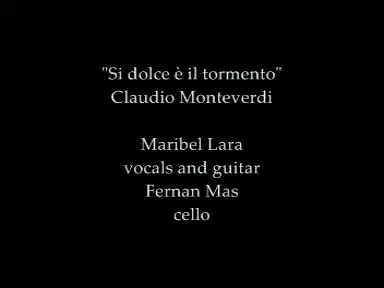 "Si dolce è il tormento"
Claudio Monteverdi
Maribel Lara
vocals and guitar
Fernan Mas
cello